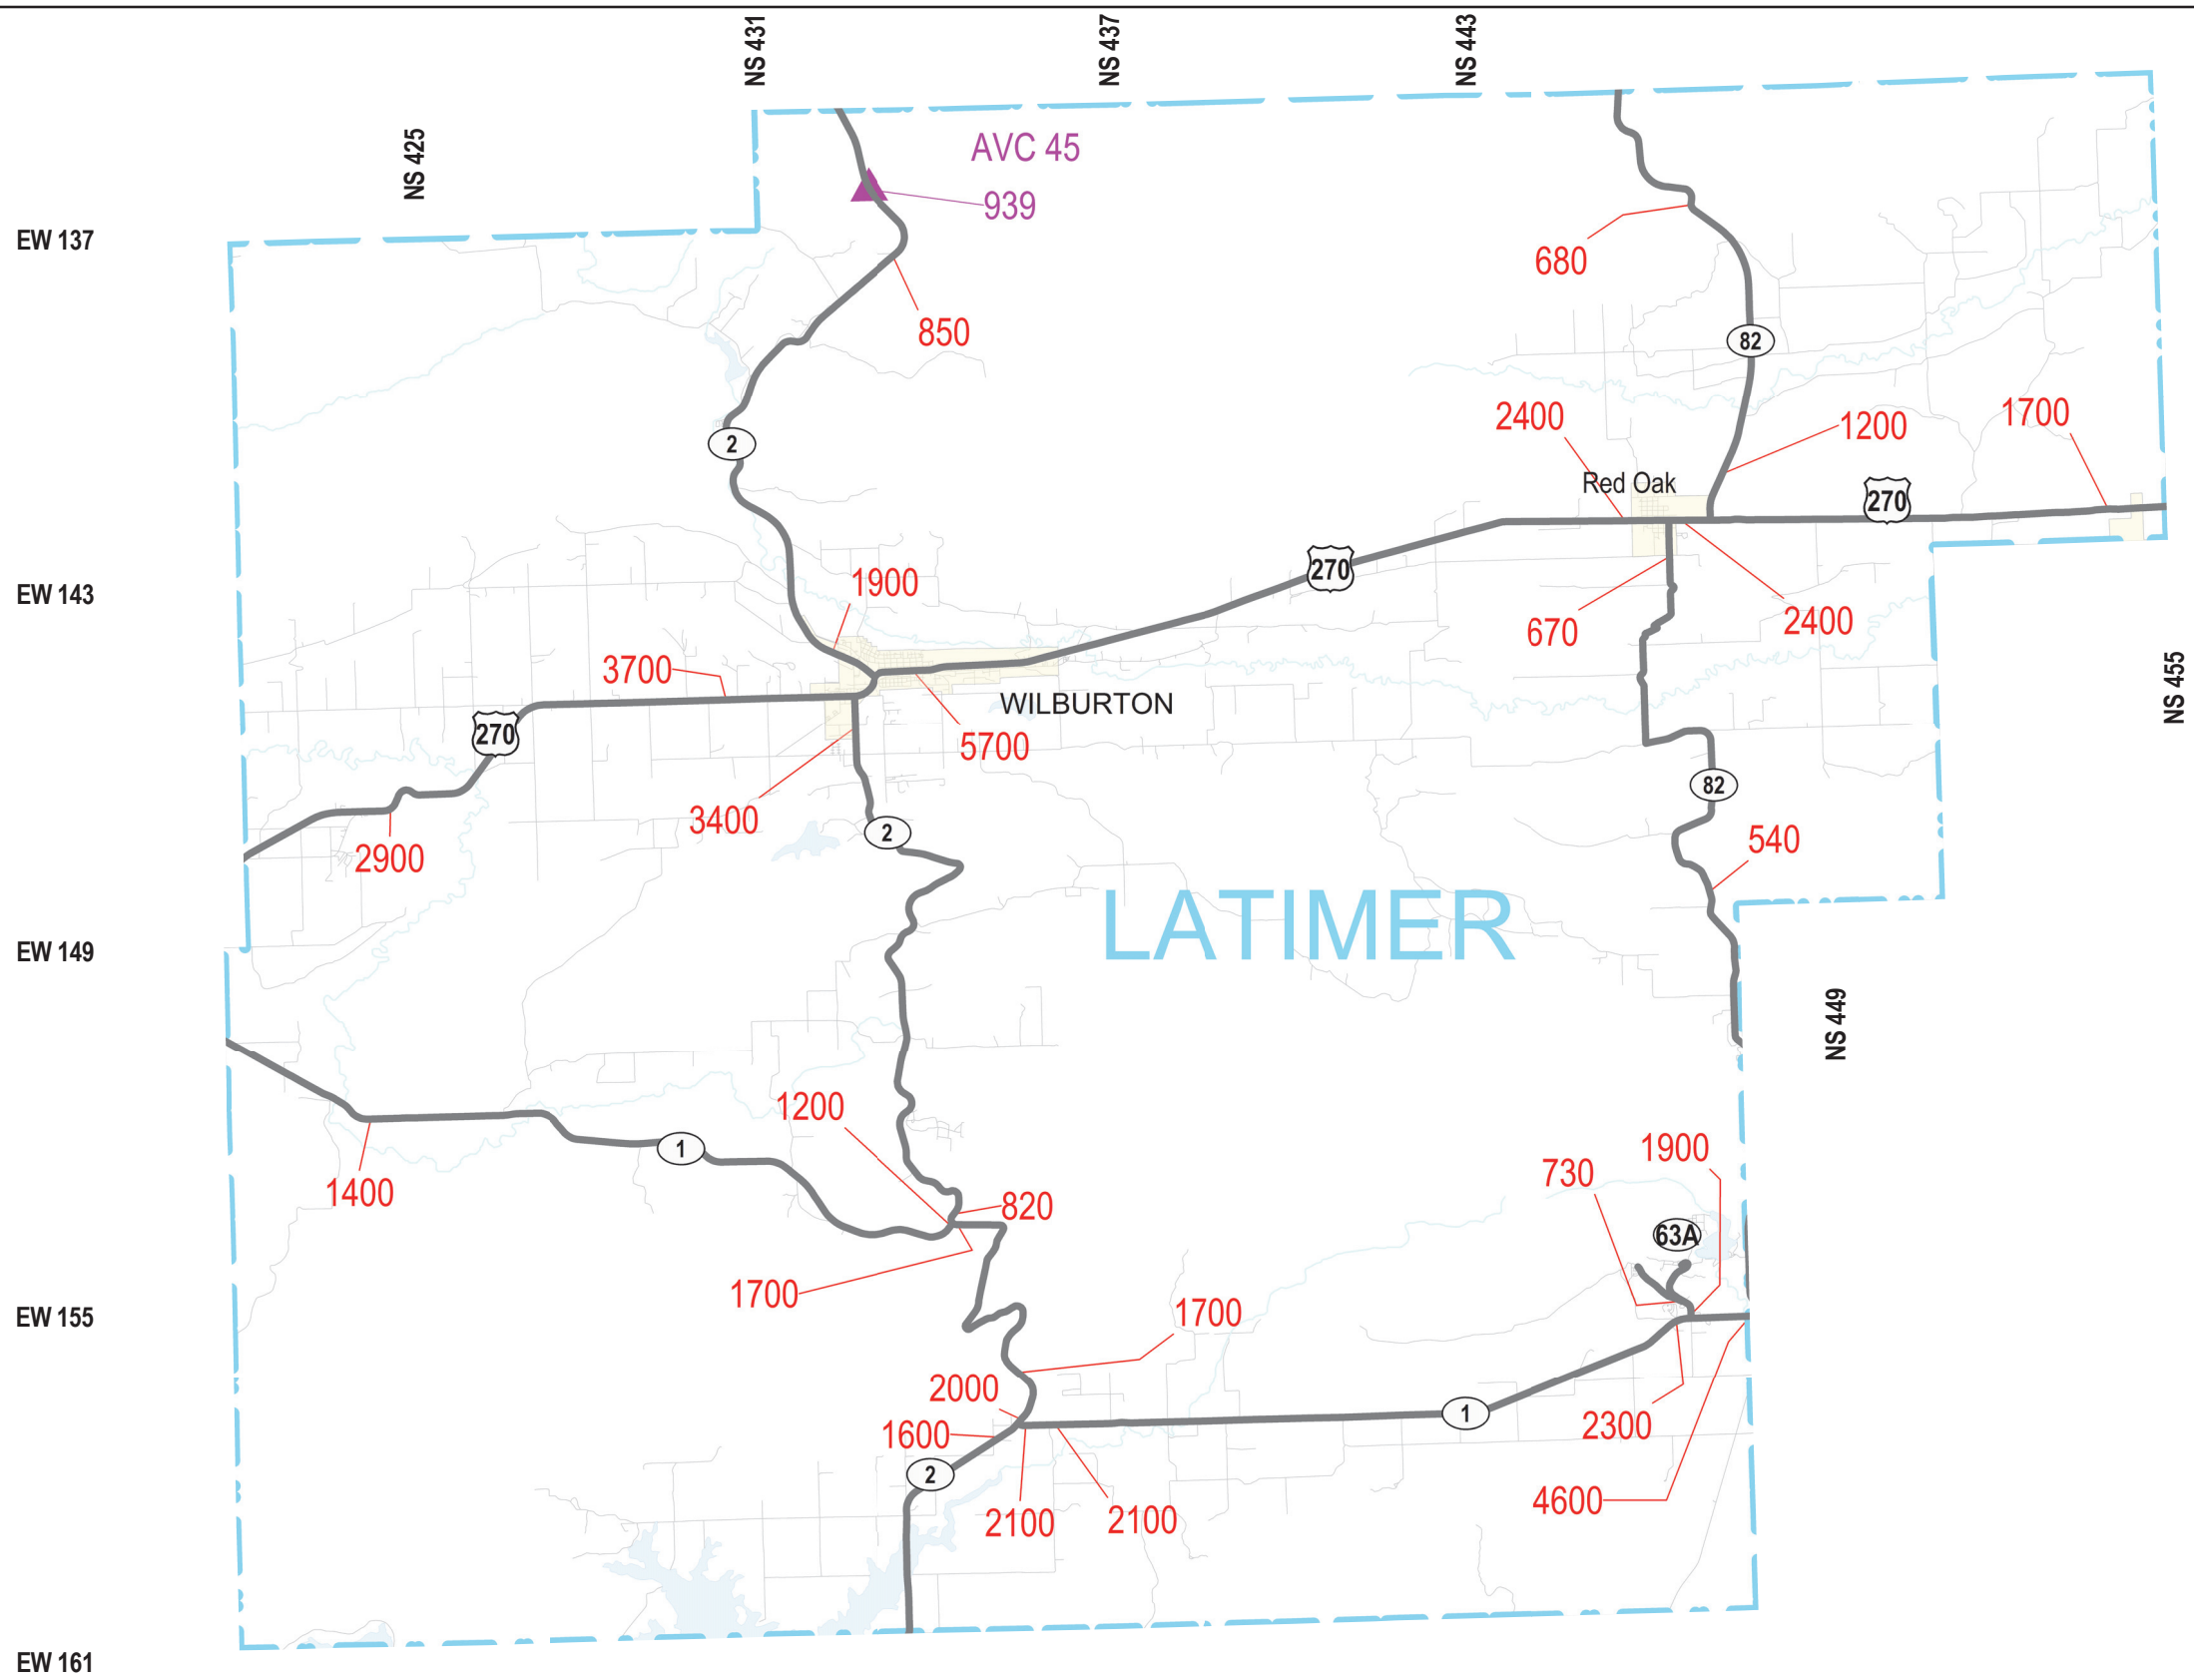 NS 431
NS 437
NS 443
NS 425
AVC 45
939
EW 137
680
850
82
2400
1200
1700
2
Red Oak
270
270
1900
EW 143
670
2400
3700
NS 455
WILBURTON
270
5700
82
3400
2
540
2900
LATIMER
EW 149
NS 449
1200
1
1900
730
1400
820
63A
1700
1700
EW 155
2000
1
2300
1600
2
4600
2100
2100
EW 161